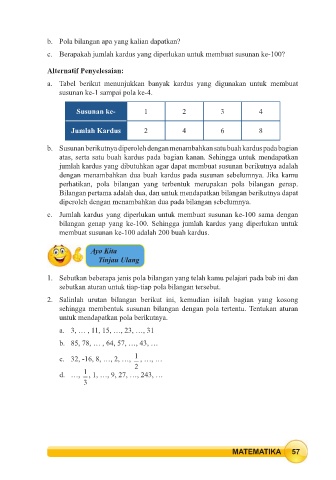 b. Pola bilangan apa yang kalian dapatkan?
c. Berapakah jumlah kardus yang diperlukan untuk membuat susunan ke-100?
Alternatif Penyelesaian:
a. Tabel berikut menunjukkan banyak kardus yang digunakan untuk membuat
susunan ke-1 sampai pola ke-4.
Susunan ke- 1 2 3 4
Jumlah Kardus 2 4 6 8
b. Susunan berikutnya diperoleh dengan menambahkan satu buah kardus pada bagian
atas, serta satu buah kardus pada bagian kanan. Sehingga untuk mendapatkan
jumlah kardus yang dibutuhkan agar dapat membuat susunan berikutnya adalah
dengan menambahkan dua buah kardus pada susunan sebelumnya. Jika kamu
perhatikan, pola bilangan yang terbentuk merupakan pola bilangan genap.
Bilangan pertama adalah dua, dan untuk mendapatkan bilangan berikutnya dapat
diperoleh dengan menambahkan dua pada bilangan sebelumnya.
c. Jumlah kardus yang diperlukan untuk membuat susunan ke-100 sama dengan
bilangan genap yang ke-100. Sehingga jumlah kardus yang diperlukan untuk
membuat susunan ke-100 adalah 200 buah kardus.
Ayo Kita
Tinjau Ulang
1. Sebutkan beberapa jenis pola bilangan yang telah kamu pelajari pada bab ini dan
sebutkan aturan untuk tiap-tiap pola bilangan tersebut.
2. Salinlah urutan bilangan berikut ini, kemudian isilah bagian yang kosong
sehingga membentuk susunan bilangan dengan pola tertentu. Tentukan aturan
untuk mendapatkan pola berikutnya.
a. 3, … , 11, 15, …, 23, …, 31
b. 85, 78, … , 64, 57, …, 43, …
c. 32, -16, 8, …, 2, …, 1/2, …, …
d. …, 1/3, 1, …, 9, 27, …, 243, …
MATEMATIKA 57